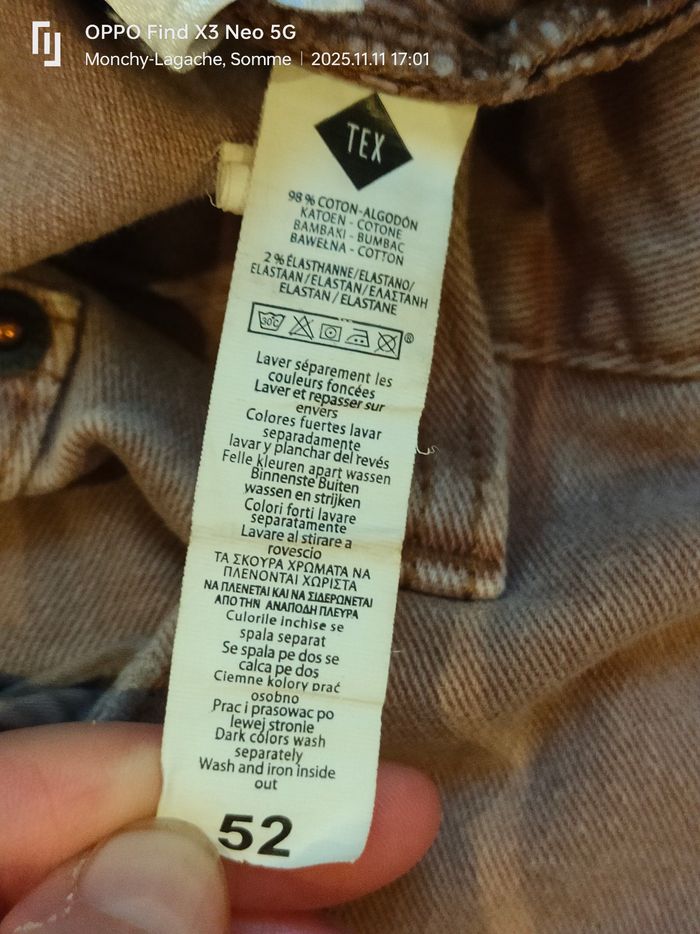 OPPO Find X3 Neo 5G
Monchy-Lagache, Somme | 2025.11.11 17:01
TEX
98 % COTON-ALGODÓN
KATOEN - COTONE
BAMBAKI - BUMBAC
BAWEŁNA - COTTON
2 % ÉLASTHANNE/ELASTANO/
ELASTAAN/ELASTAN/ΕΛΑΣΤΑΝΗ
ELASTAN/ELASTANE
30°C
®
Laver séparement les
couleurs foncées
Laver et repasser sur
envers
Colores fuertes lavar
separadamente
lavar y planchar del revés
Felle kleuren apart wassen
Binnenste Buiten
wassen en strijken
Colori forti lavare
separatamente
Lavare al stirare a
rovescio
ΤΑ ΣΚΟΥΡΑ ΧΡΩΜΑΤΑ ΝΑ
ΠΛΕΝΟΝΤΑΙ ΧΩΡΙΣΤΑ
ΝΑ ΠΛΕΝΕΤΑΙ ΚΑΙ ΝΑ ΣΙΔΕΡΩΝΕΤΑΙ
ΑΠΟ ΤΗΝ ΑΝΑΠΟΔΗ ΠΛΕΥΡΑ
Culorile inchise se
spala separat
Se spala pe dos se
calca pe dos
Ciemne kolory prać
osobno
Prac i prasowac po
lewej stronie
Dark colors wash
separately
Wash and iron inside
out
52